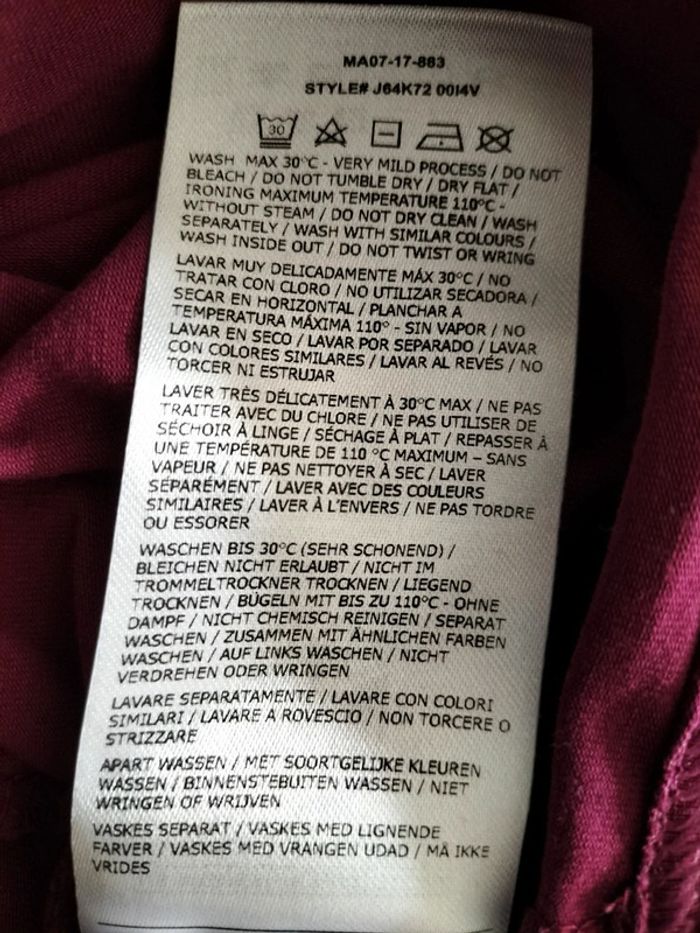 MA07-17-883
STYLE# J64K72 00I4V
30
WASH MAX 30°C - VERY MILD PROCESS / DO NOT
BLEACH / DO NOT TUMBLE DRY / DRY FLAT /
IRONING MAXIMUM TEMPERATURE 110°C -
WITHOUT STEAM / DO NOT DRY CLEAN / WASH
SEPARATELY / WASH WITH SIMILAR COLOURS /
WASH INSIDE OUT / DO NOT TWIST OR WRING
LAVAR MUY DELICADAMENTE MÁX 30°C / NO
TRATAR CON CLORO / NO UTILIZAR SECADORA /
SECAR EN HORIZONTAL / PLANCHAR A
TEMPERATURA MÁXIMA 110° - SIN VAPOR / NO
LAVAR EN SECO / LAVAR POR SEPARADO / LAVAR
CON COLORES SIMILARES / LAVAR AL REVÉS / NO
TORCER NI ESTRUJAR
LAVER TRÈS DÉLICATEMENT À 30°C MAX / NE PAS
TRAITER AVEC DU CHLORE / NE PAS UTILISER DE
SÉCHOIR À LINGE / SÉCHAGE À PLAT / REPASSER À
UNE TEMPÉRATURE DE 110 °C MAXIMUM – SANS
VAPEUR / NE PAS NETTOYER À SEC / LAVER
SÉPARÉMENT / LAVER AVEC DES COULEURS
SIMILAIRES / LAVER À L'ENVERS / NE PAS TORDRE
OU ESSORER
WASCHEN BIS 30°C (SEHR SCHONEND) /
BLEICHEN NICHT ERLAUBT / NICHT IM
TROMMELTROCKNER TROCKNEN / LIEGEND
TROCKNEN / BÜGELN MIT BIS ZU 110°C - OHNE
DAMPF / NICHT CHEMISCH REINIGEN / SEPARAT
WASCHEN / ZUSAMMEN MIT ÄHNLICHEN FARBEN
WASCHEN / AUF LINKS WASCHEN / NICHT
VERDREHEN ODER WRINGEN
LAVARE SEPARATAMENTE / LAVARE CON COLORI
SIMILARI / LAVARE A ROVESCIO / NON TORCERE O
STRIZZARE
APART WASSEN / MET SOORTGELIJKE KLEUREN
WASSEN / BINNENSTEBUITEN WASSEN / NIET
WRINGEN OF WRIJVEN
VASKES SEPARAT / VASKES MED LIGNENDE
FARVER / VASKES MED VRANGEN UDAD / MÅ IKKE
VRIDES